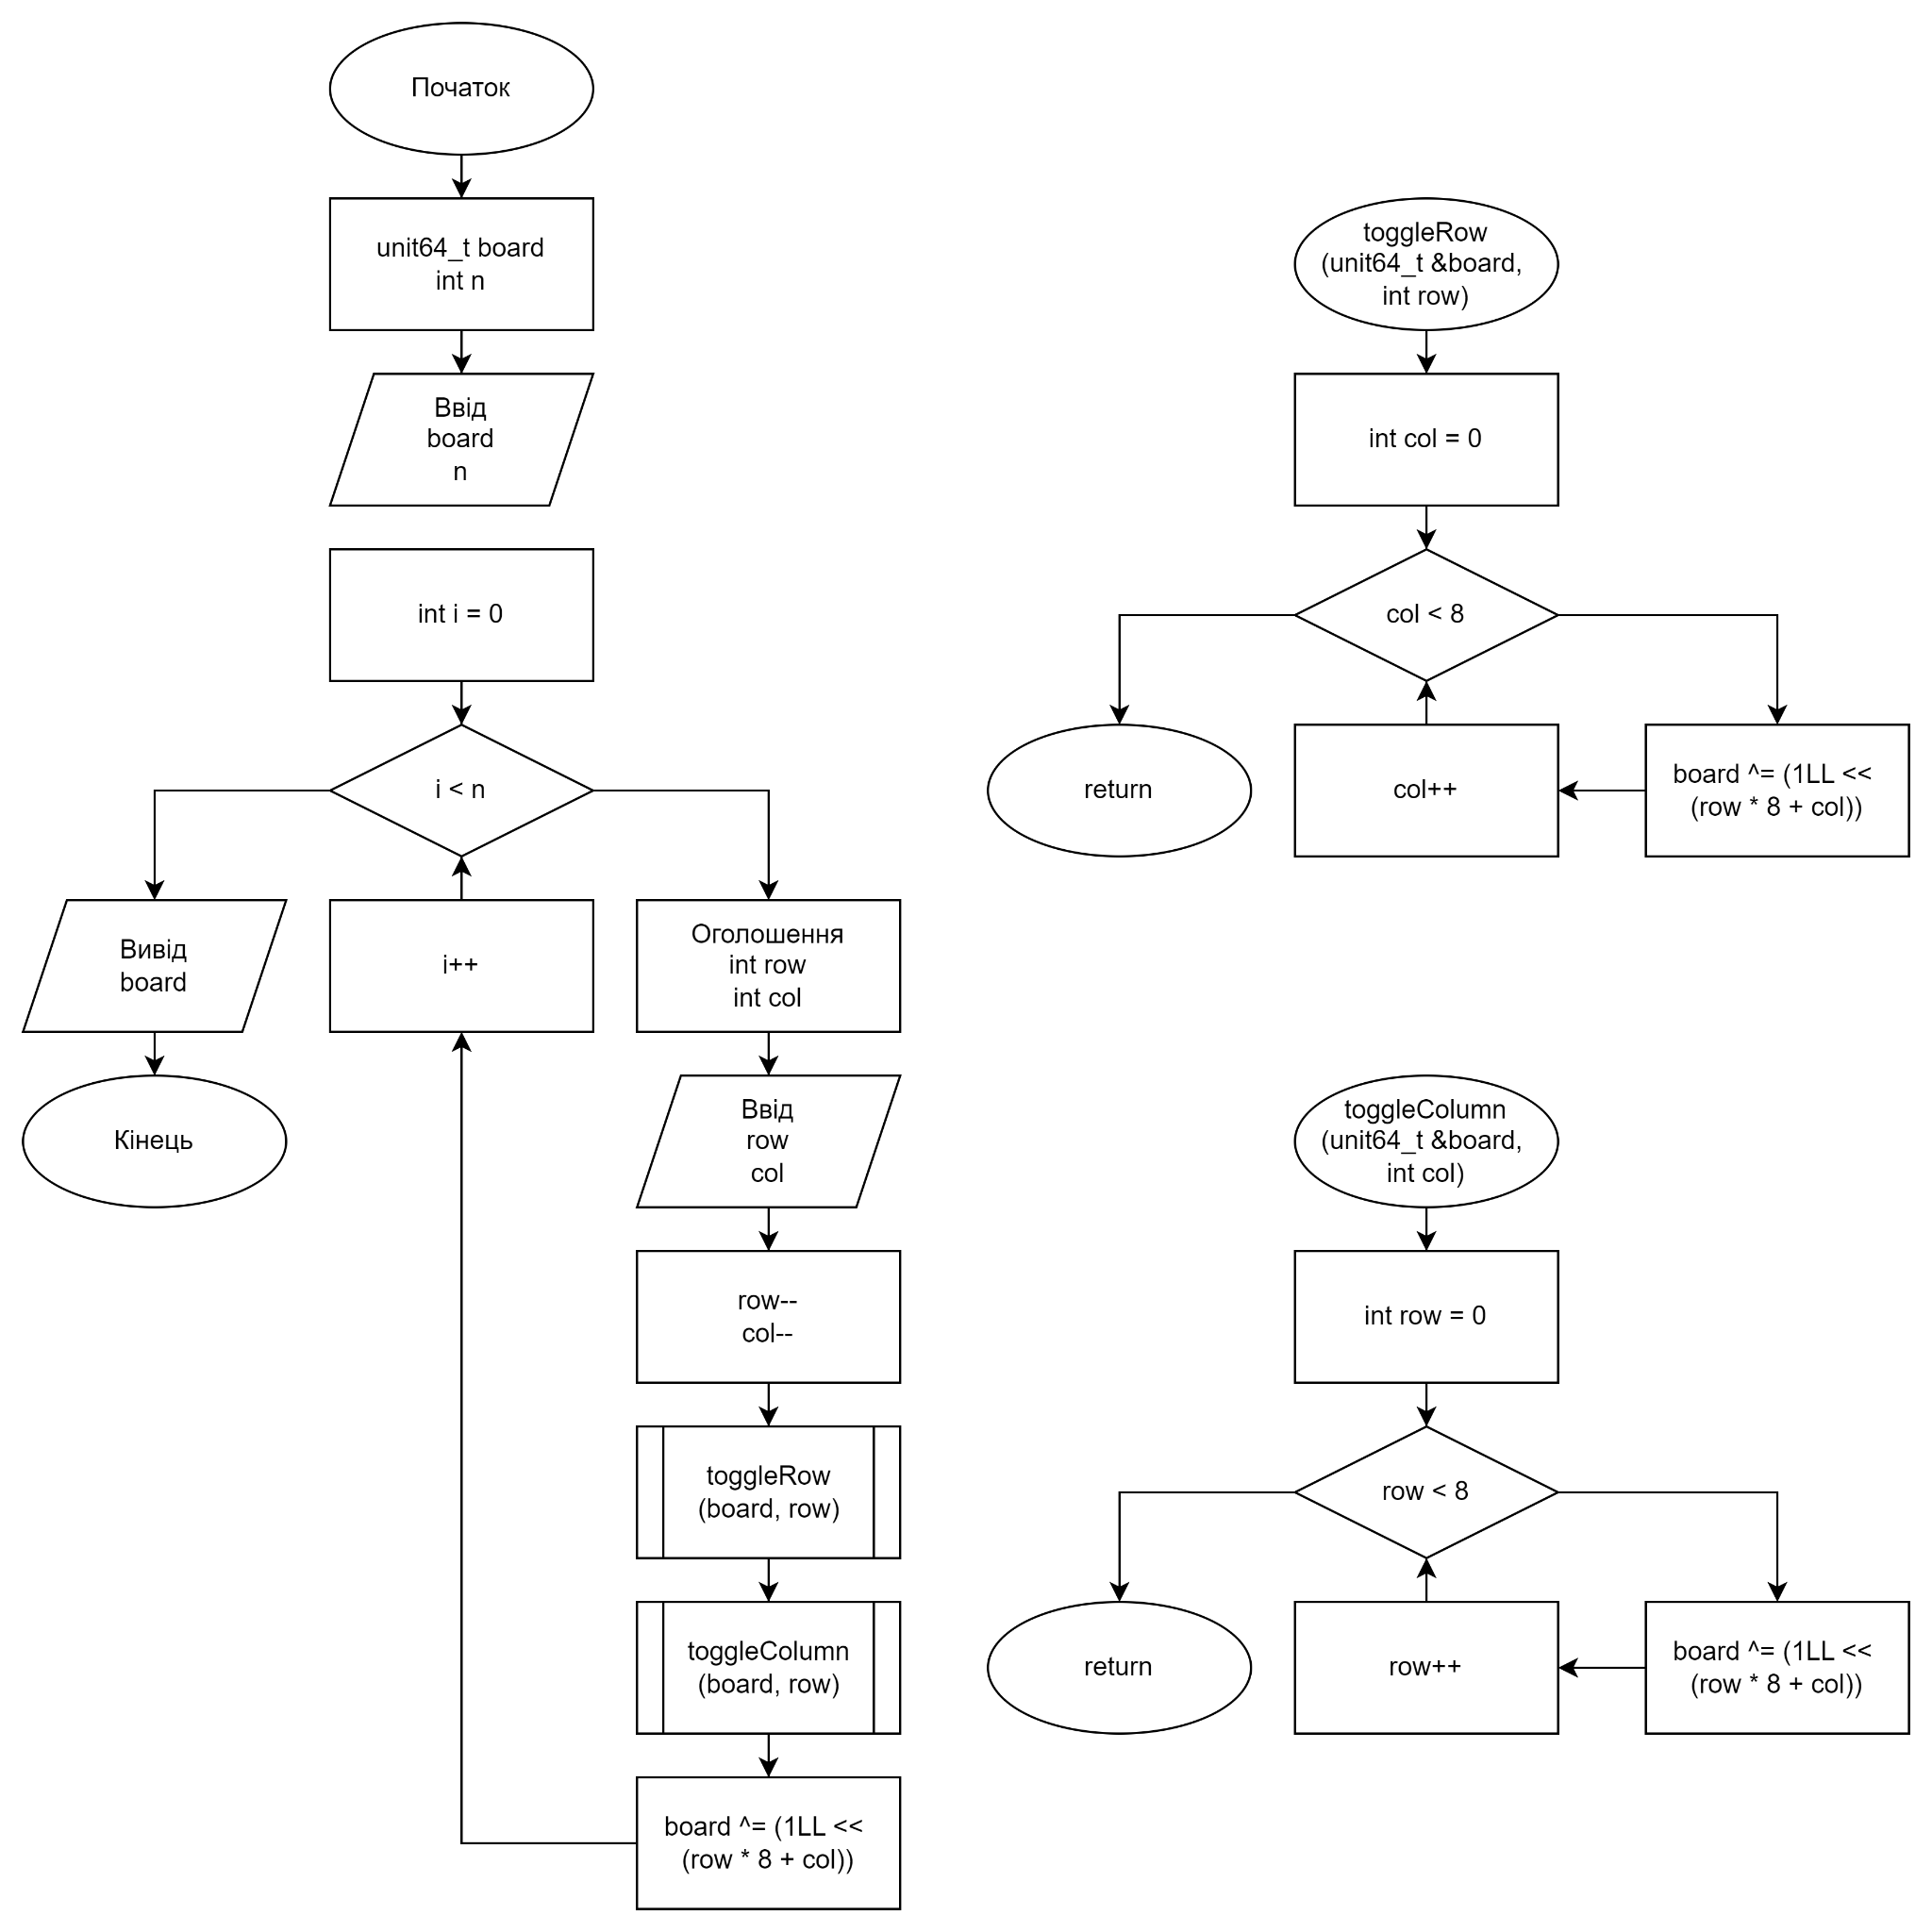 Початок
unit64_t board
int n
Ввід
board
n
int i = 0
i < n
Вивід
board
Кінець
i++
Оголошення
int row
int col
Ввід
row
col
row--
col--
toggleRow
(board, row)
toggleColumn
(board, row)
board ^= (1LL <<
(row * 8 + col))
toggleRow
(unit64_t &board,
int row)
int col = 0
col < 8
return
col++
board ^= (1LL <<
(row * 8 + col))
toggleColumn
(unit64_t &board,
int col)
int row = 0
row < 8
return
row++
board ^= (1LL <<
(row * 8 + col))